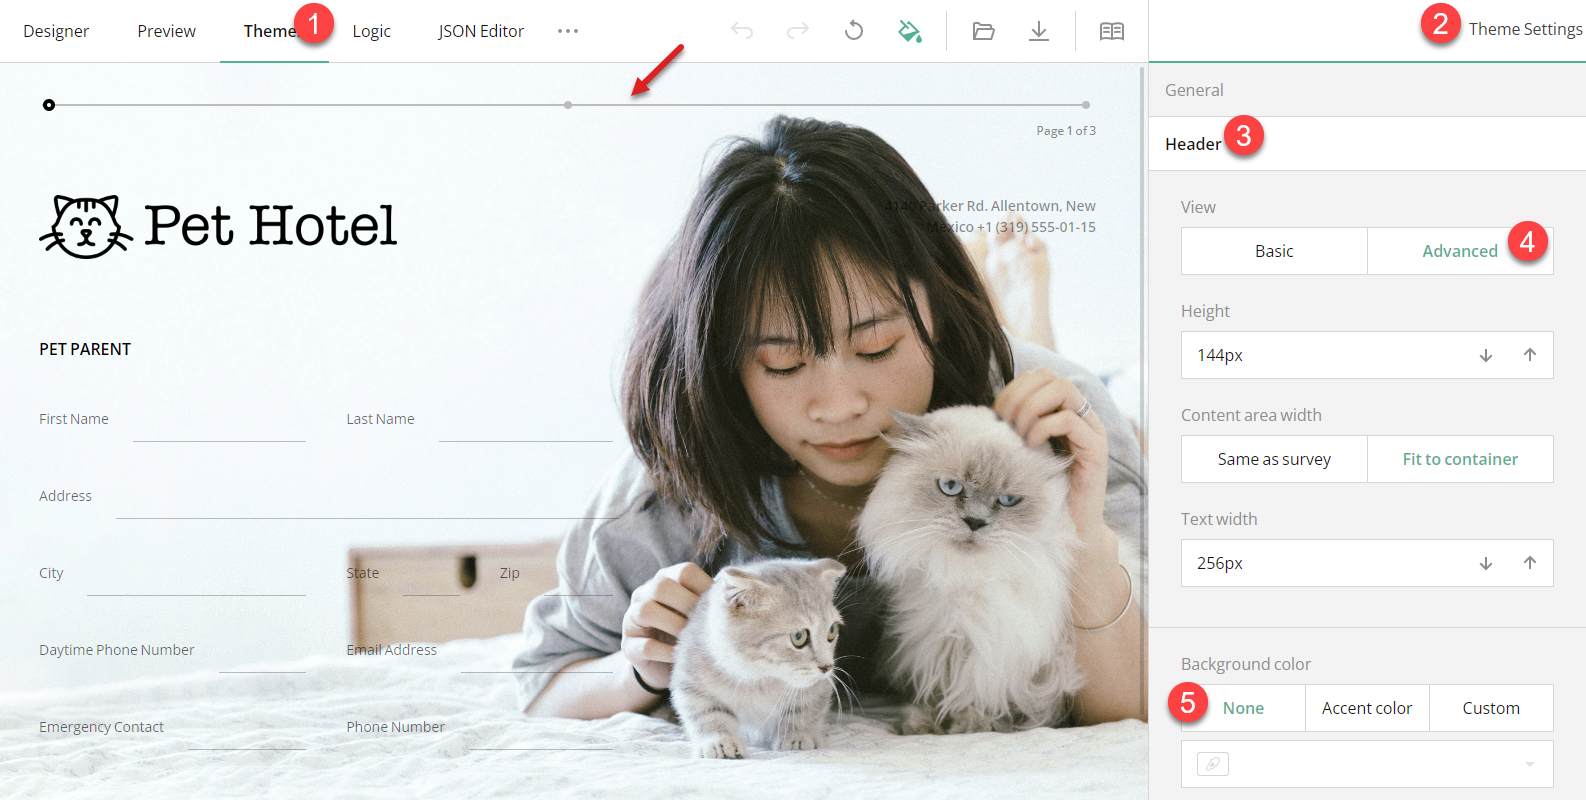 Designer Preview Themes 1 Logic JSON Editor
2 Theme Settings
Page 1 of 3
Pet Hotel
4140 Parker Rd. Allentown, New
Mexico +1 (319) 555-01-15
PET PARENT
First Name Last Name
Address
City State Zip
Daytime Phone Number Email Address
Emergency Contact Phone Number
General
Header 3
View
Basic Advanced 4
Height
144px
Content area width
Same as survey Fit to container
Text width
256px
Background color
5 None Accent color Custom